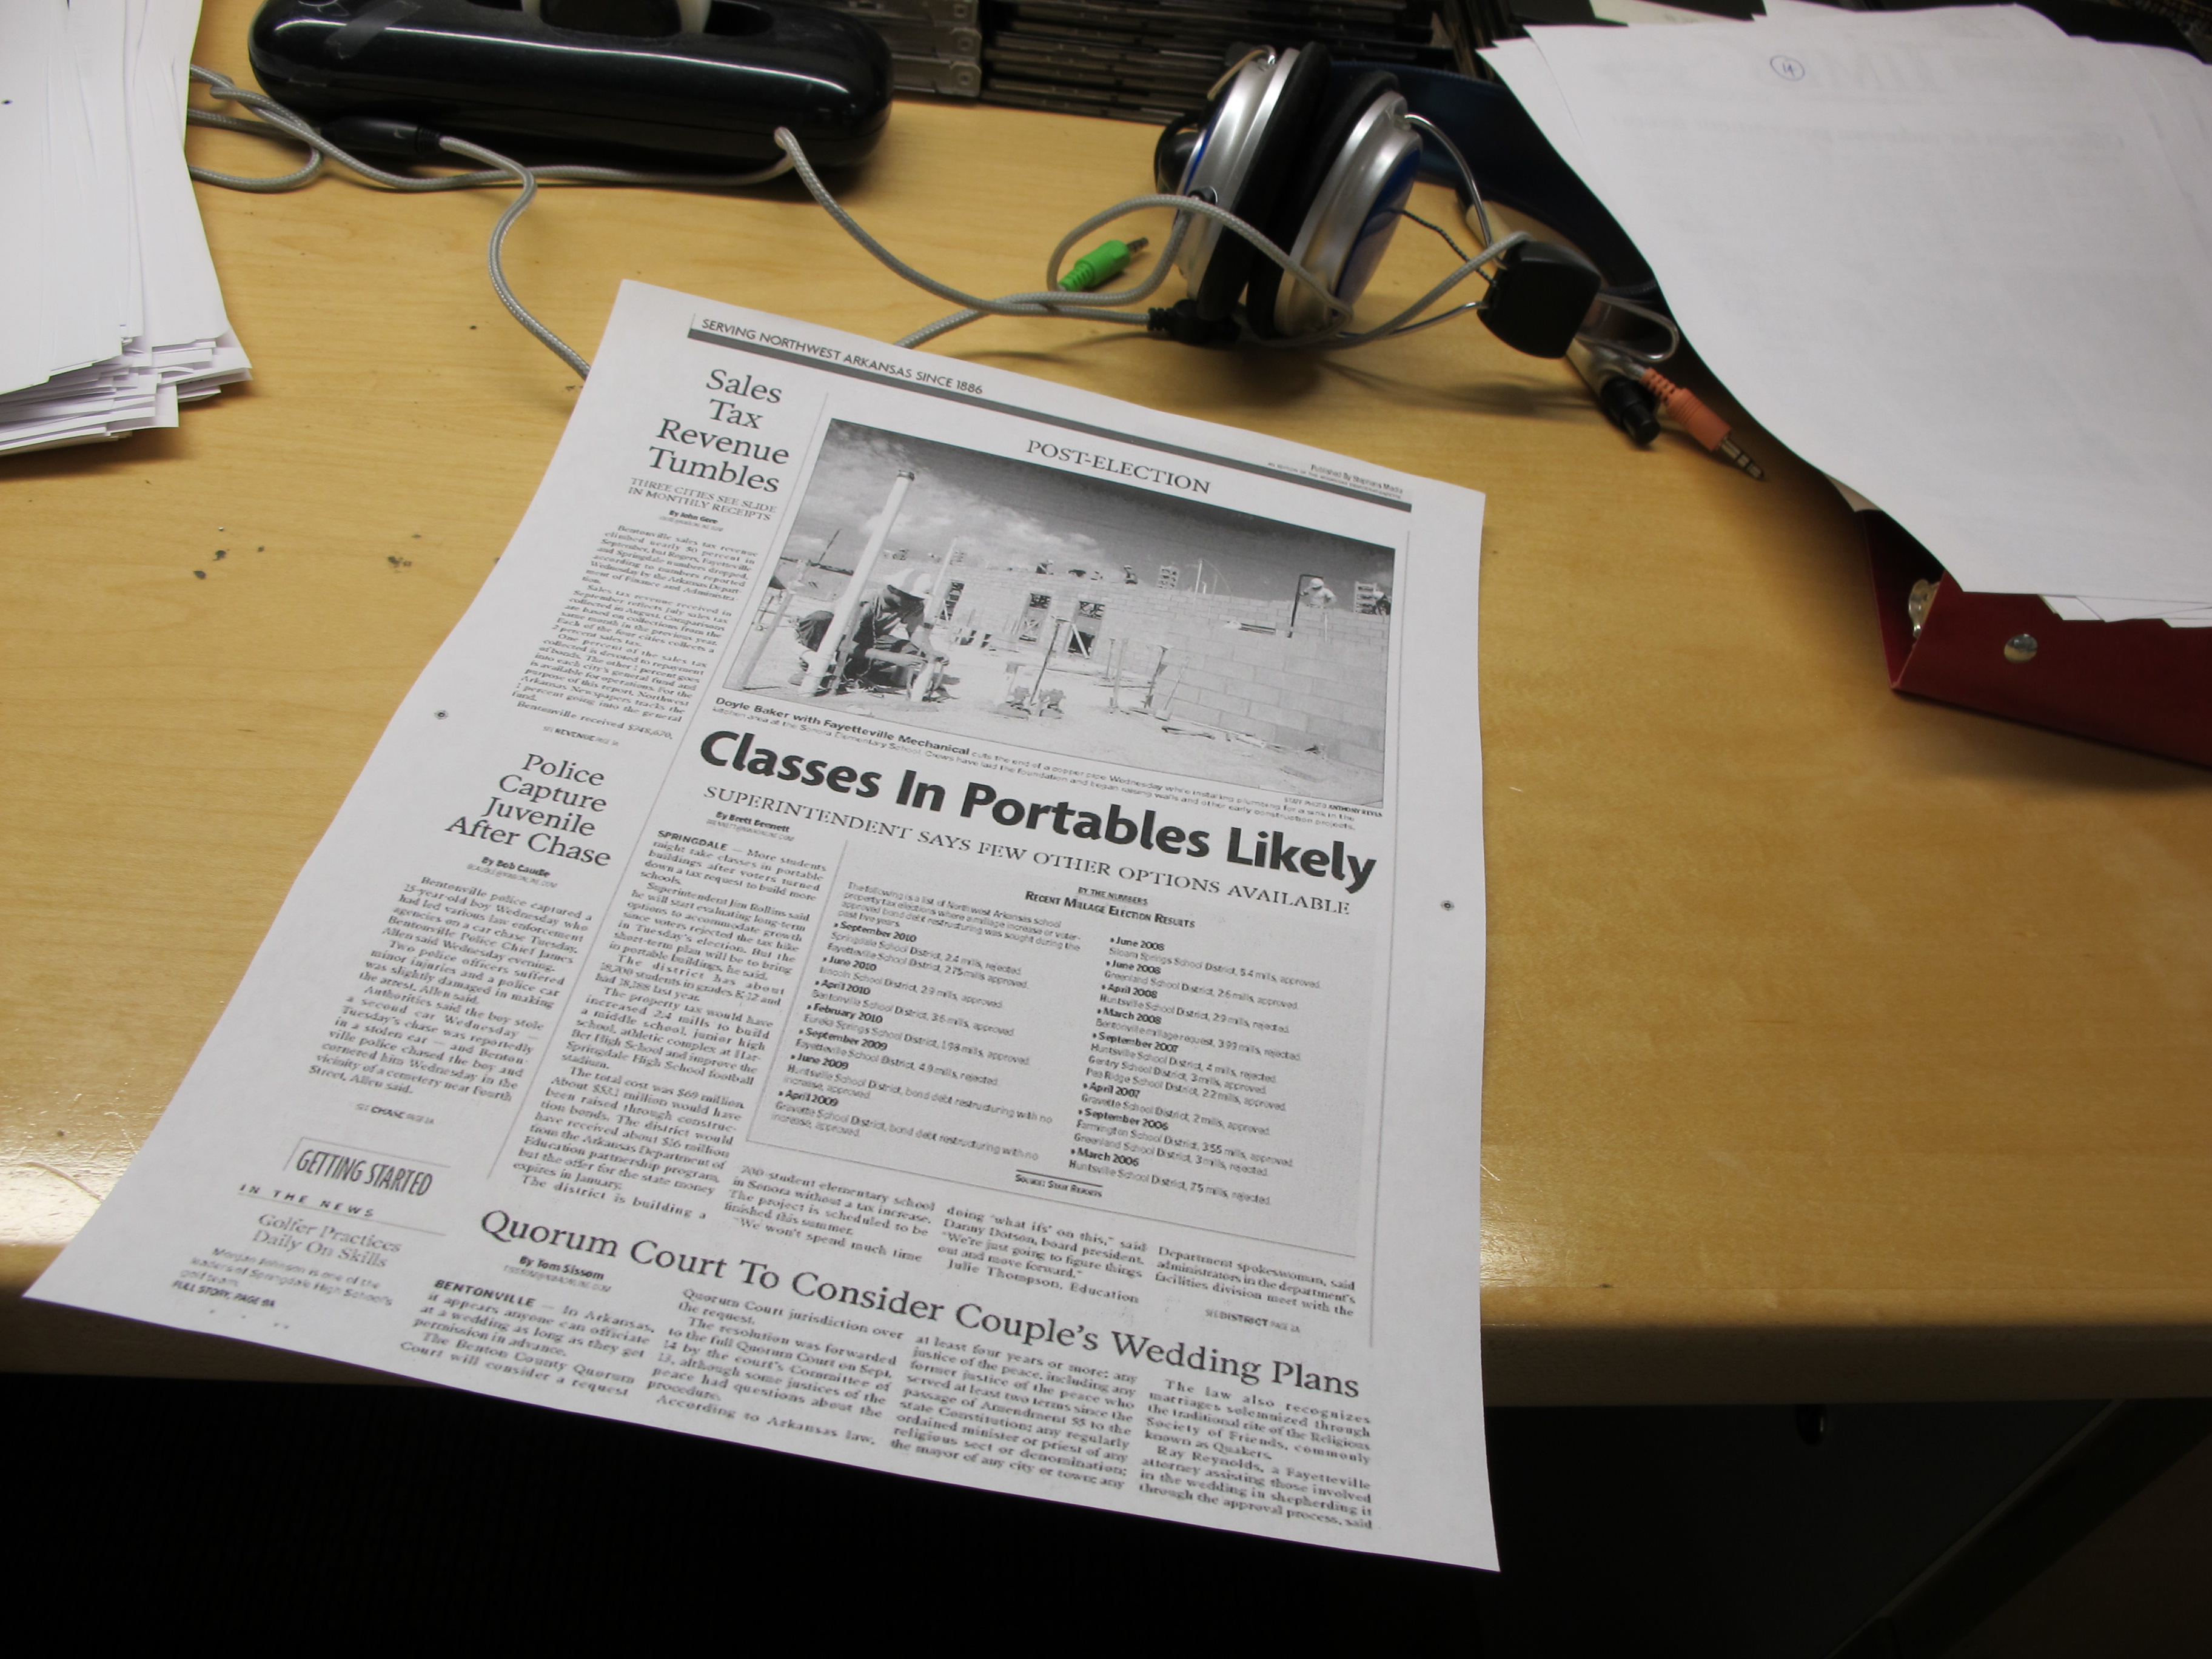 SERVING NORTHWEST ARKANSAS SINCE 1886
Published By Stephens Media
Sales
Tax
Revenue
Tumbles
THREE CITIES SEE SLIDE
IN MONTHLY RECEIPTS
By John Gore
Bentonville sales tax revenue
climbed nearly 50 percent in
September, but Rogers, Fayetteville
and Springdale numbers dropped,
according to numbers reported
Wednesday by the Arkansas Depart-
ment of Finance and Administra-
tion.
Sales tax revenue received in
September reflects July sales tax
collected in August. Comparisons
are based on collections from the
same month in the previous year.
Each of the four cities collects a
2 percent sales tax.
One percent of the sales tax
collected is devoted to repayment
of bonds. The other 1 percent goes
into each city's general fund and
is available for operations. For the
purpose of this report, Northwest
Arkansas Newspapers tracks the
1 percent going into the general
fund.
Bentonville received $748,670,
SEE REVENUE PAGE 2A
Police
Capture
Juvenile
After Chase
By Bob Caudle
Bentonville police captured a
15-year-old boy Wednesday who
had led various law enforcement
agencies on a car chase Tuesday,
Bentonville Police Chief James
Allen said Wednesday evening.
Two police officers suffered
minor injuries and a police car
was slightly damaged in making
the arrest, Allen said.
Authorities said the boy stole
a second car Wednesday —
Tuesday's chase was reportedly
in a stolen car — and Benton-
ville police chased the boy and
cornered him Wednesday in the
vicinity of a cemetery near Fourth
Street, Allen said.
SEE CHASE PAGE 2A
GETTING STARTED
IN THE NEWS
Golfer Practices
Daily On Skills
Morgan Johnson is one of the
leaders of Springdale High School's
golf team.
FULL STORY, PAGE 9A
POST-ELECTION
STAFF PHOTO ANTHONY REYES
Doyle Baker with Fayetteville Mechanical cuts the end of a copper pipe Wednesday while installing plumbing for a sink in the
kitchen area at the Sonora Elementary School. Crews have laid the foundation and began raising walls and other early construction projects.
Classes In Portables Likely
SUPERINTENDENT SAYS FEW OTHER OPTIONS AVAILABLE
By Brett Bennett
SPRINGDALE — More students
might take classes in portable
buildings after voters turned
down a tax request to build more
schools.
Superintendent Jim Rollins said
he will start evaluating long-term
options to accommodate growth
since voters rejected the tax hike
in Tuesday's election. But the
short-term plan will be to bring
in portable buildings, he said.
The district has about
18,700 students in grades K-12 and
had 18,188 last year.
The property tax would have
increased 2.4 mills to build
a middle school, junior high
school, athletic complex at Har-
Ber High School and improve the
Springdale High School football
stadium.
The total cost was $69 million.
About $53.1 million would have
been raised through construc-
tion bonds. The district would
have received about $16 million
from the Arkansas Department of
Education partnership program,
but the offer for the state money
expires in January.
The district is building a
BY THE NUMBERS
RECENT MILLAGE ELECTION RESULTS
The following is a list of Northwest Arkansas school
property tax elections where a millage increase or voter-
approved bond debt restructuring was sought during the
past five years.
• September 2010
Springdale School District, 2.4 mills, rejected.
Fayetteville School District, 2.75 mills, approved.
• June 2010
Lincoln School District, 2.9 mills, approved.
• April 2010
Bentonville School District, 3.5 mills, approved.
• February 2010
Eureka Springs School District, 1.98 mills, approved.
• September 2009
Fayetteville School District, 4.9 mills, rejected.
• June 2009
Huntsville School District, bond debt restructuring with no
increase, approved.
• April 2009
Gravette School District, bond debt restructuring with no
increase, approved.
• June 2008
Siloam Springs School District, 5.4 mills, approved.
• June 2008
Greenland School District, 2.6 mills, approved.
• April 2008
Huntsville School District, 2.9 mills, rejected.
• March 2008
Bentonville millage request, 3.99 mills, rejected.
• September 2007
Huntsville School District, 4 mills, rejected.
Gentry School District, 3 mills, approved.
Pea Ridge School District, 2.2 mills, approved.
• April 2007
Gravette School District, 2 mills, approved.
• September 2006
Farmington School District, 3.55 mills, approved.
Greenland School District, 3 mills, rejected.
• March 2006
Huntsville School District, 7.5 mills, rejected.
SOURCE: STAFF REPORTS
700-student elementary school
in Sonora without a tax increase.
The project is scheduled to be
finished this summer.
"We won't spend much time
doing 'what ifs' on this," said
Danny Dotson, board president.
"We're just going to figure things
out and move forward."
Julie Thompson, Education
Department spokeswoman, said
administrators in the department's
facilities division meet with the
SEE DISTRICT PAGE 2A
Quorum Court To Consider Couple's Wedding Plans
By Tom Sissom
BENTONVILLE — In Arkansas,
it appears anyone can officiate
at a wedding as long as they get
permission in advance.
The Benton County Quorum
Court will consider a request
Quorum Court jurisdiction over
the request.
The resolution was forwarded
to the full Quorum Court on Sept.
14 by the court's Committee of
13, although some justices of the
peace had questions about the
procedure.
According to Arkansas law,
at least four years or more; any
justice of the peace, including any
former justice of the peace who
served at least two terms since the
passage of Amendment 55 to the
state Constitution; any regularly
ordained minister or priest of any
religious sect or denomination;
the mayor of any city or town; any
The law also recognizes
marriages solemnized through
the traditional rite of the Religious
Society of Friends, commonly
known as Quakers.
Ray Reynolds, a Fayetteville
attorney assisting those involved
in the wedding in shepherding it
through the approval process, said